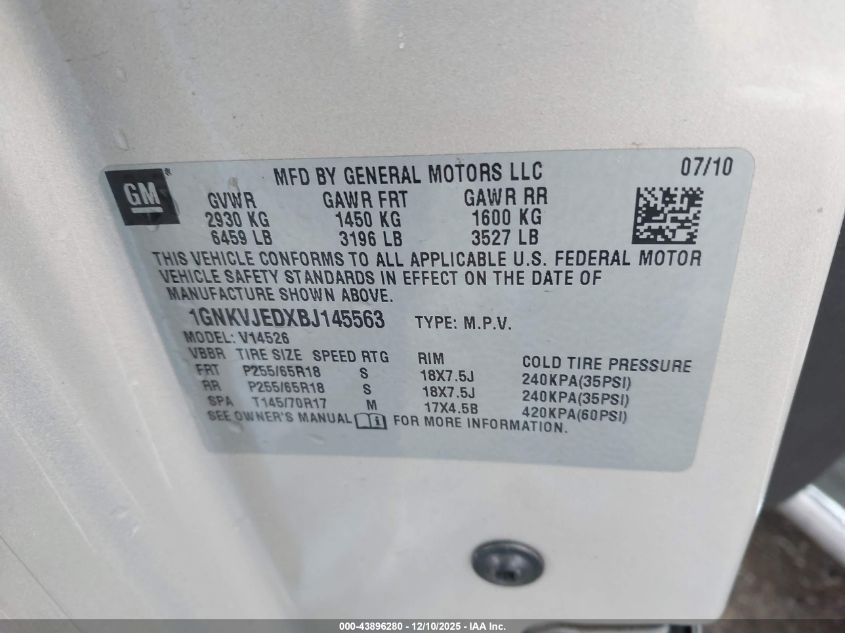 GM
MFD BY GENERAL MOTORS LLC 07/10
GVWR GAWR FRT GAWR RR
2930 KG 1450 KG 1600 KG
6459 LB 3196 LB 3527 LB
THIS VEHICLE CONFORMS TO ALL APPLICABLE U.S. FEDERAL MOTOR
VEHICLE SAFETY STANDARDS IN EFFECT ON THE DATE OF
MANUFACTURE SHOWN ABOVE.
1GNKVJEDXBJ145563 TYPE: M.P.V.
MODEL: V14526
VBBR TIRE SIZE SPEED RTG RIM COLD TIRE PRESSURE
FRT P255/65R18 S 18X7.5J 240KPA(35PSI)
RR P255/65R18 S 18X7.5J 240KPA(35PSI)
SPA T145/70R17 M 17X4.5B 420KPA(60PSI)
SEE OWNER'S MANUAL FOR MORE INFORMATION.
000-43896280 - 12/10/2025 - IAA Inc.